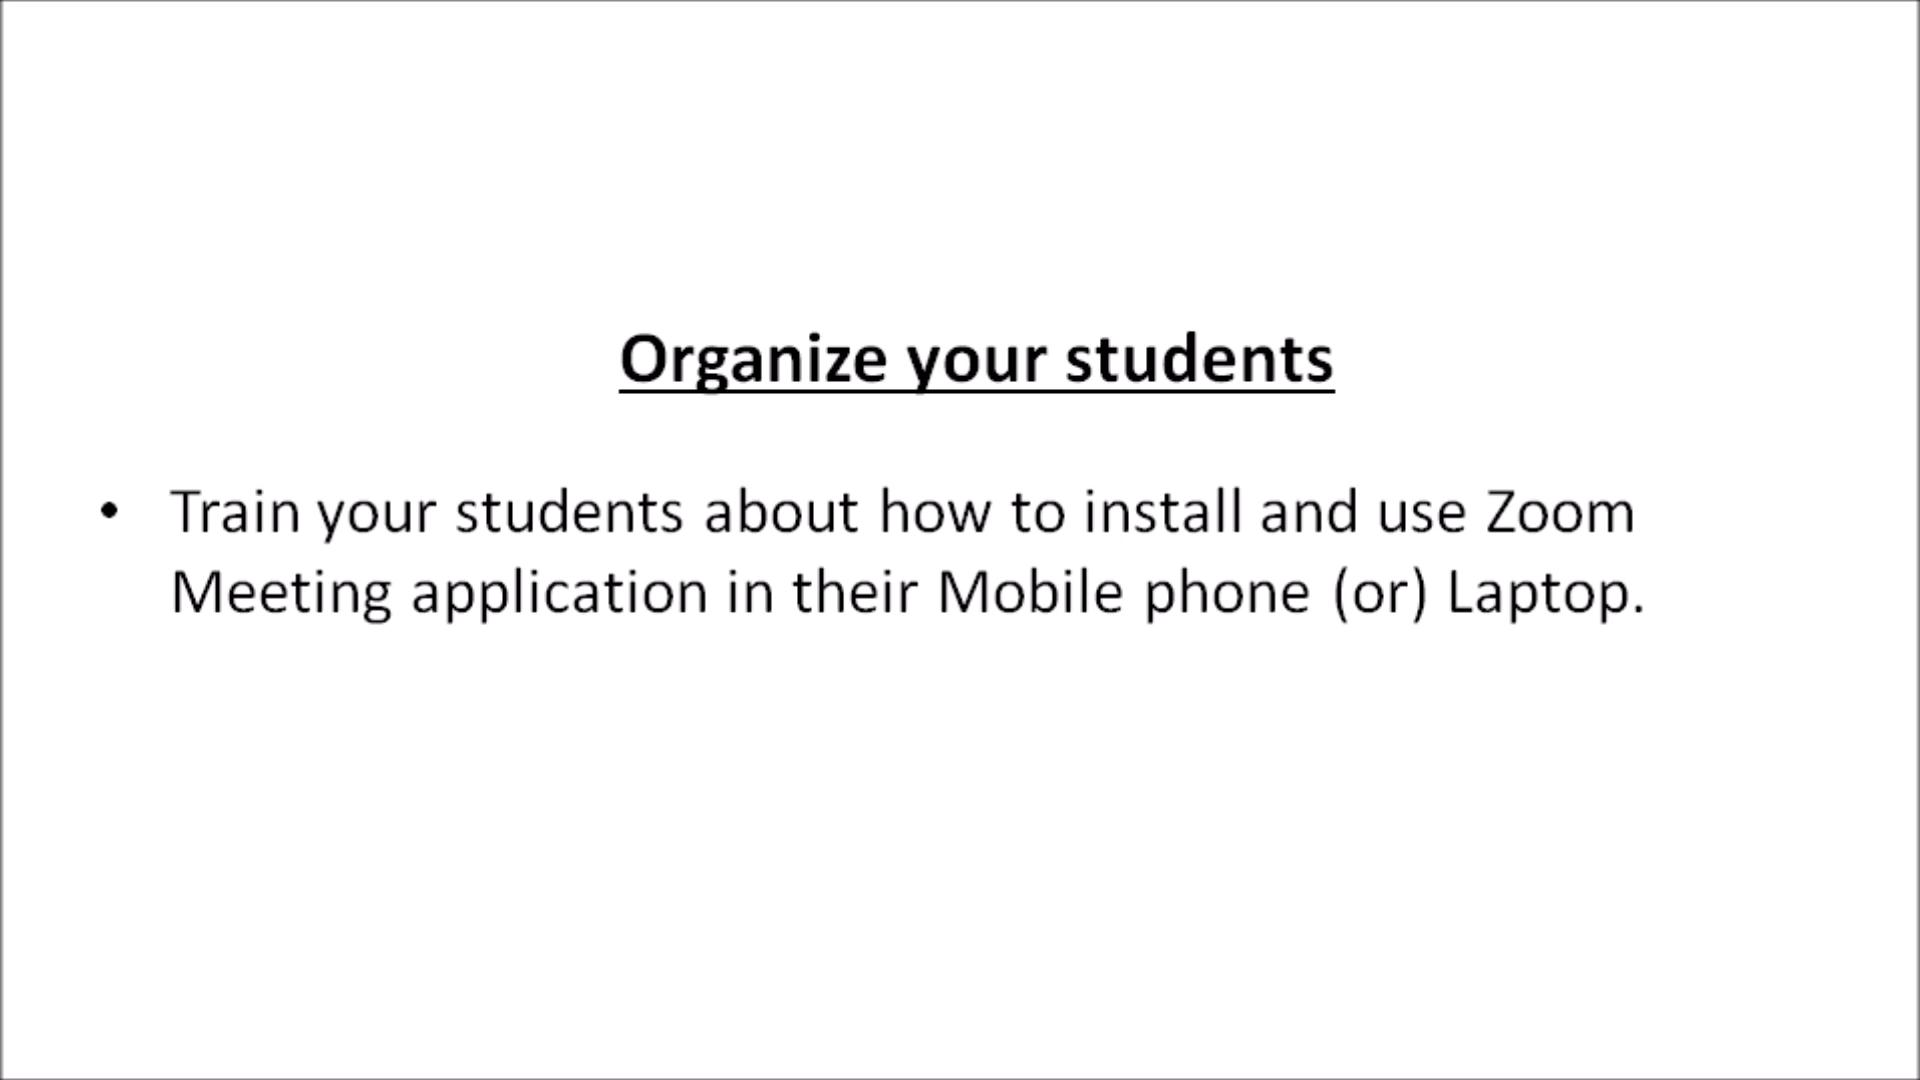 Organize your students
• Train your students about how to install and use Zoom
Meeting application in their Mobile phone (or) Laptop.